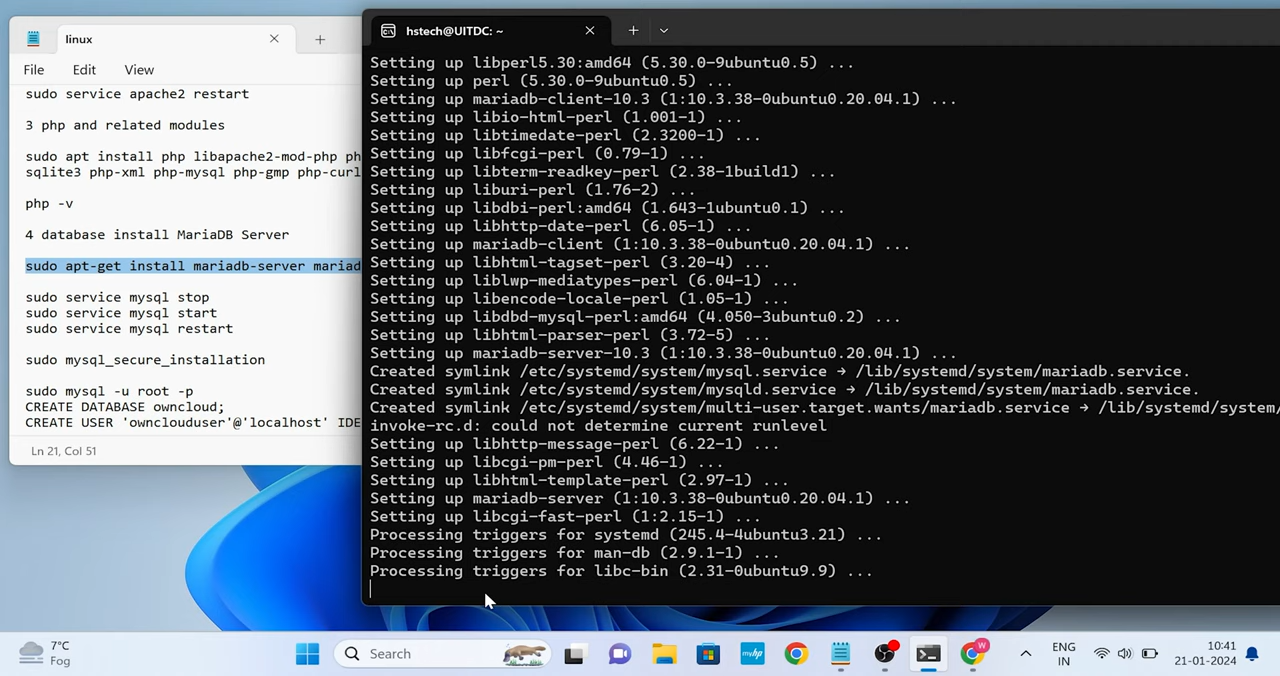 linux
File Edit View
sudo service apache2 restart
3 php and related modules
sudo apt install php libapache2-mod-php ph
sqlite3 php-xml php-mysql php-gmp php-curl
php -v
4 database install MariaDB Server
sudo apt-get install mariadb-server mariad
sudo service mysql stop
sudo service mysql start
sudo service mysql restart
sudo mysql_secure_installation
sudo mysql -u root -p
CREATE DATABASE owncloud;
CREATE USER 'ownclouduser'@'localhost' IDE
Ln 21, Col 51
hstech@UITDC: ~
Setting up libperl5.30:amd64 (5.30.0-9ubuntu0.5) ...
Setting up perl (5.30.0-9ubuntu0.5) ...
Setting up mariadb-client-10.3 (1:10.3.38-0ubuntu0.20.04.1) ...
Setting up libio-html-perl (1.001-1) ...
Setting up libtimedate-perl (2.3200-1) ...
Setting up libfcgi-perl (0.79-1) ...
Setting up libterm-readkey-perl (2.38-1build1) ...
Setting up liburi-perl (1.76-2) ...
Setting up libdbi-perl:amd64 (1.643-1ubuntu0.1) ...
Setting up libhttp-date-perl (6.05-1) ...
Setting up mariadb-client (1:10.3.38-0ubuntu0.20.04.1) ...
Setting up libhtml-tagset-perl (3.20-4) ...
Setting up liblwp-mediatypes-perl (6.04-1) ...
Setting up libencode-locale-perl (1.05-1) ...
Setting up libdbd-mysql-perl:amd64 (4.050-3ubuntu0.2) ...
Setting up libhtml-parser-perl (3.72-5) ...
Setting up mariadb-server-10.3 (1:10.3.38-0ubuntu0.20.04.1) ...
Created symlink /etc/systemd/system/mysql.service → /lib/systemd/system/mariadb.service.
Created symlink /etc/systemd/system/mysqld.service → /lib/systemd/system/mariadb.service.
Created symlink /etc/systemd/system/multi-user.target.wants/mariadb.service → /lib/systemd/system/
invoke-rc.d: could not determine current runlevel
Setting up libhttp-message-perl (6.22-1) ...
Setting up libcgi-pm-perl (4.46-1) ...
Setting up libhtml-template-perl (2.97-1) ...
Setting up mariadb-server (1:10.3.38-0ubuntu0.20.04.1) ...
Setting up libcgi-fast-perl (1:2.15-1) ...
Processing triggers for systemd (245.4-4ubuntu3.21) ...
Processing triggers for man-db (2.9.1-1) ...
Processing triggers for libc-bin (2.31-0ubuntu9.9) ...
7°C
Fog
Search
myhp
W
ENG
IN
10:41
21-01-2024